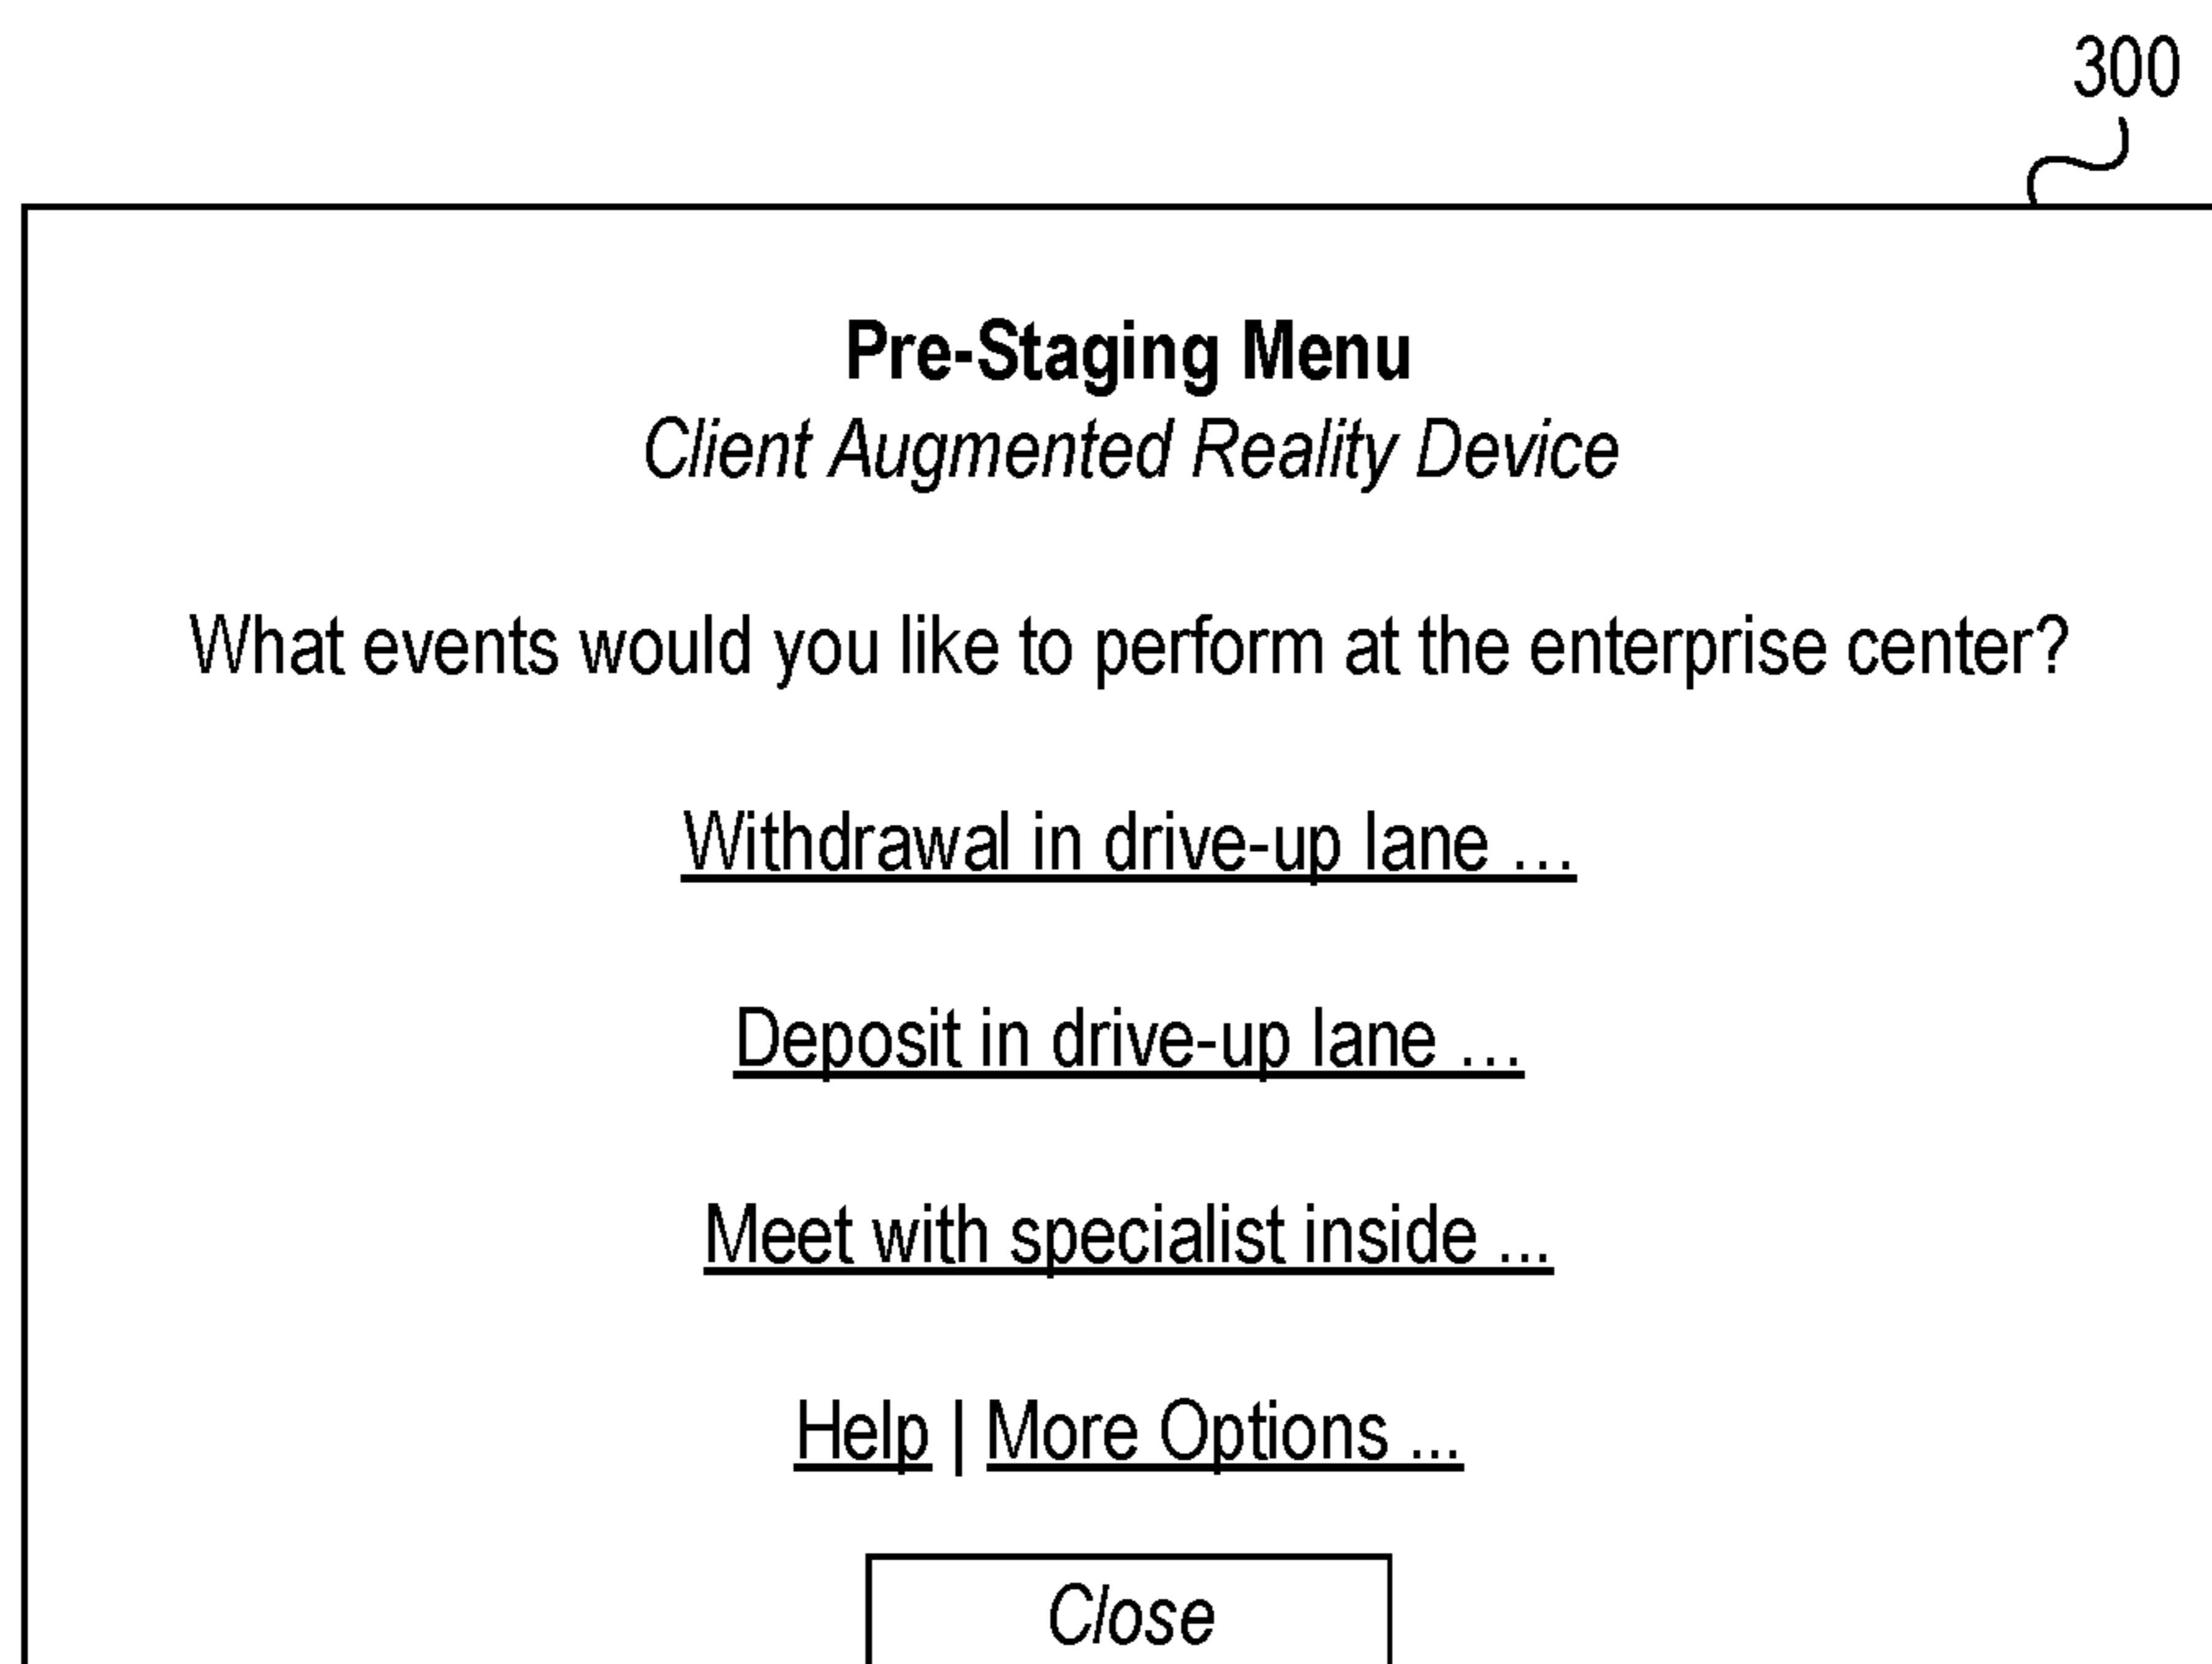 300
Pre-Staging Menu
Client Augmented Reality Device
What events would you like to perform at the enterprise center?
Withdrawal in drive-up lane ...
Deposit in drive-up lane ...
Meet with specialist inside ...
Help | More Options ...
Close